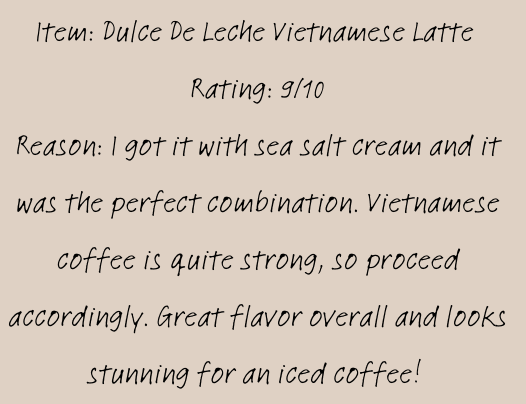 Item: Dulce De Leche Vietnamese Latte
Rating: 9/10
Reason: I got it with sea salt cream and it
was the perfect combination. Vietnamese
coffee is quite strong, so proceed
accordingly. Great flavor overall and looks
stunning for an iced coffee!